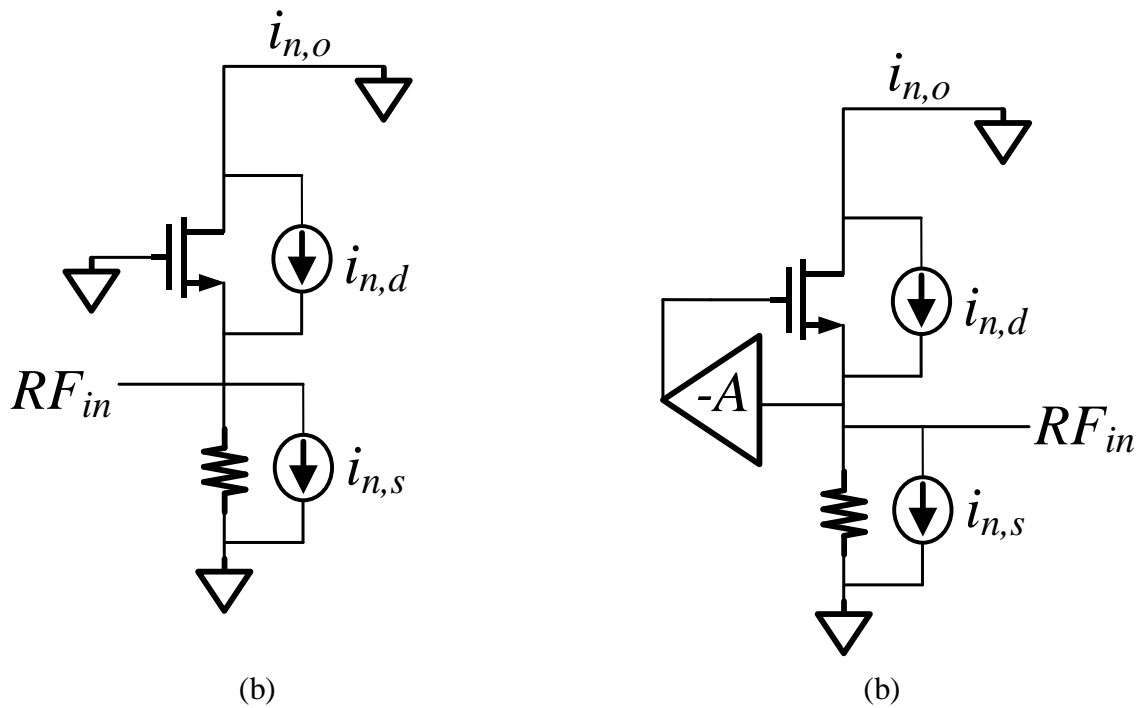 i_{n,o}
i_{n,d}
RF_{in}
i_{n,s}
(b)
i_{n,o}
i_{n,d}
-A
RF_{in}
i_{n,s}
(b)